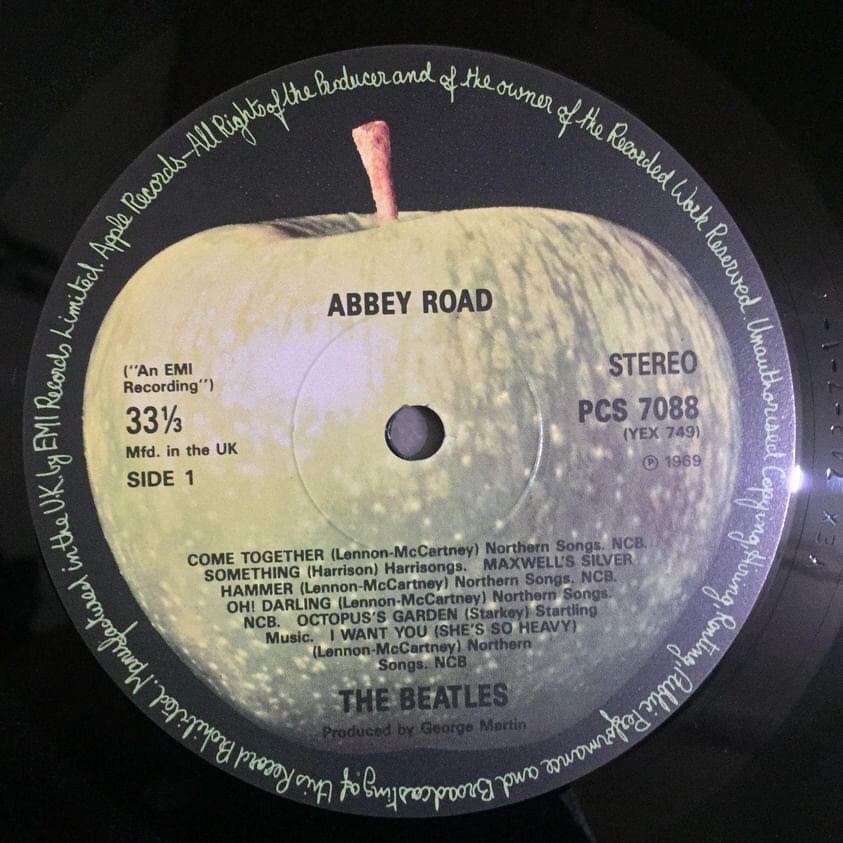 Manufactured in the U.K. by EMI Records Limited. Apple Records–All Rights of the Producer and of the owner of the Recorded Work Reserved. Unauthorised Copying, Hiring, Renting, Public Performance and Broadcasting of this Record Prohibited.
ABBEY ROAD
("An EMI
Recording")
33⅓
Mfd. in the UK
SIDE 1
STEREO
PCS 7088
(YEX 749)
Ⓟ 1969
COME TOGETHER (Lennon-McCartney) Northern Songs. NCB.
SOMETHING (Harrison) Harrisongs. MAXWELL'S SILVER
HAMMER (Lennon-McCartney) Northern Songs. NCB.
OH! DARLING (Lennon-McCartney) Northern Songs.
NCB. OCTOPUS'S GARDEN (Starkey) Startling
Music. I WANT YOU (SHE'S SO HEAVY)
(Lennon-McCartney) Northern
Songs. NCB
THE BEATLES
Produced by George Martin